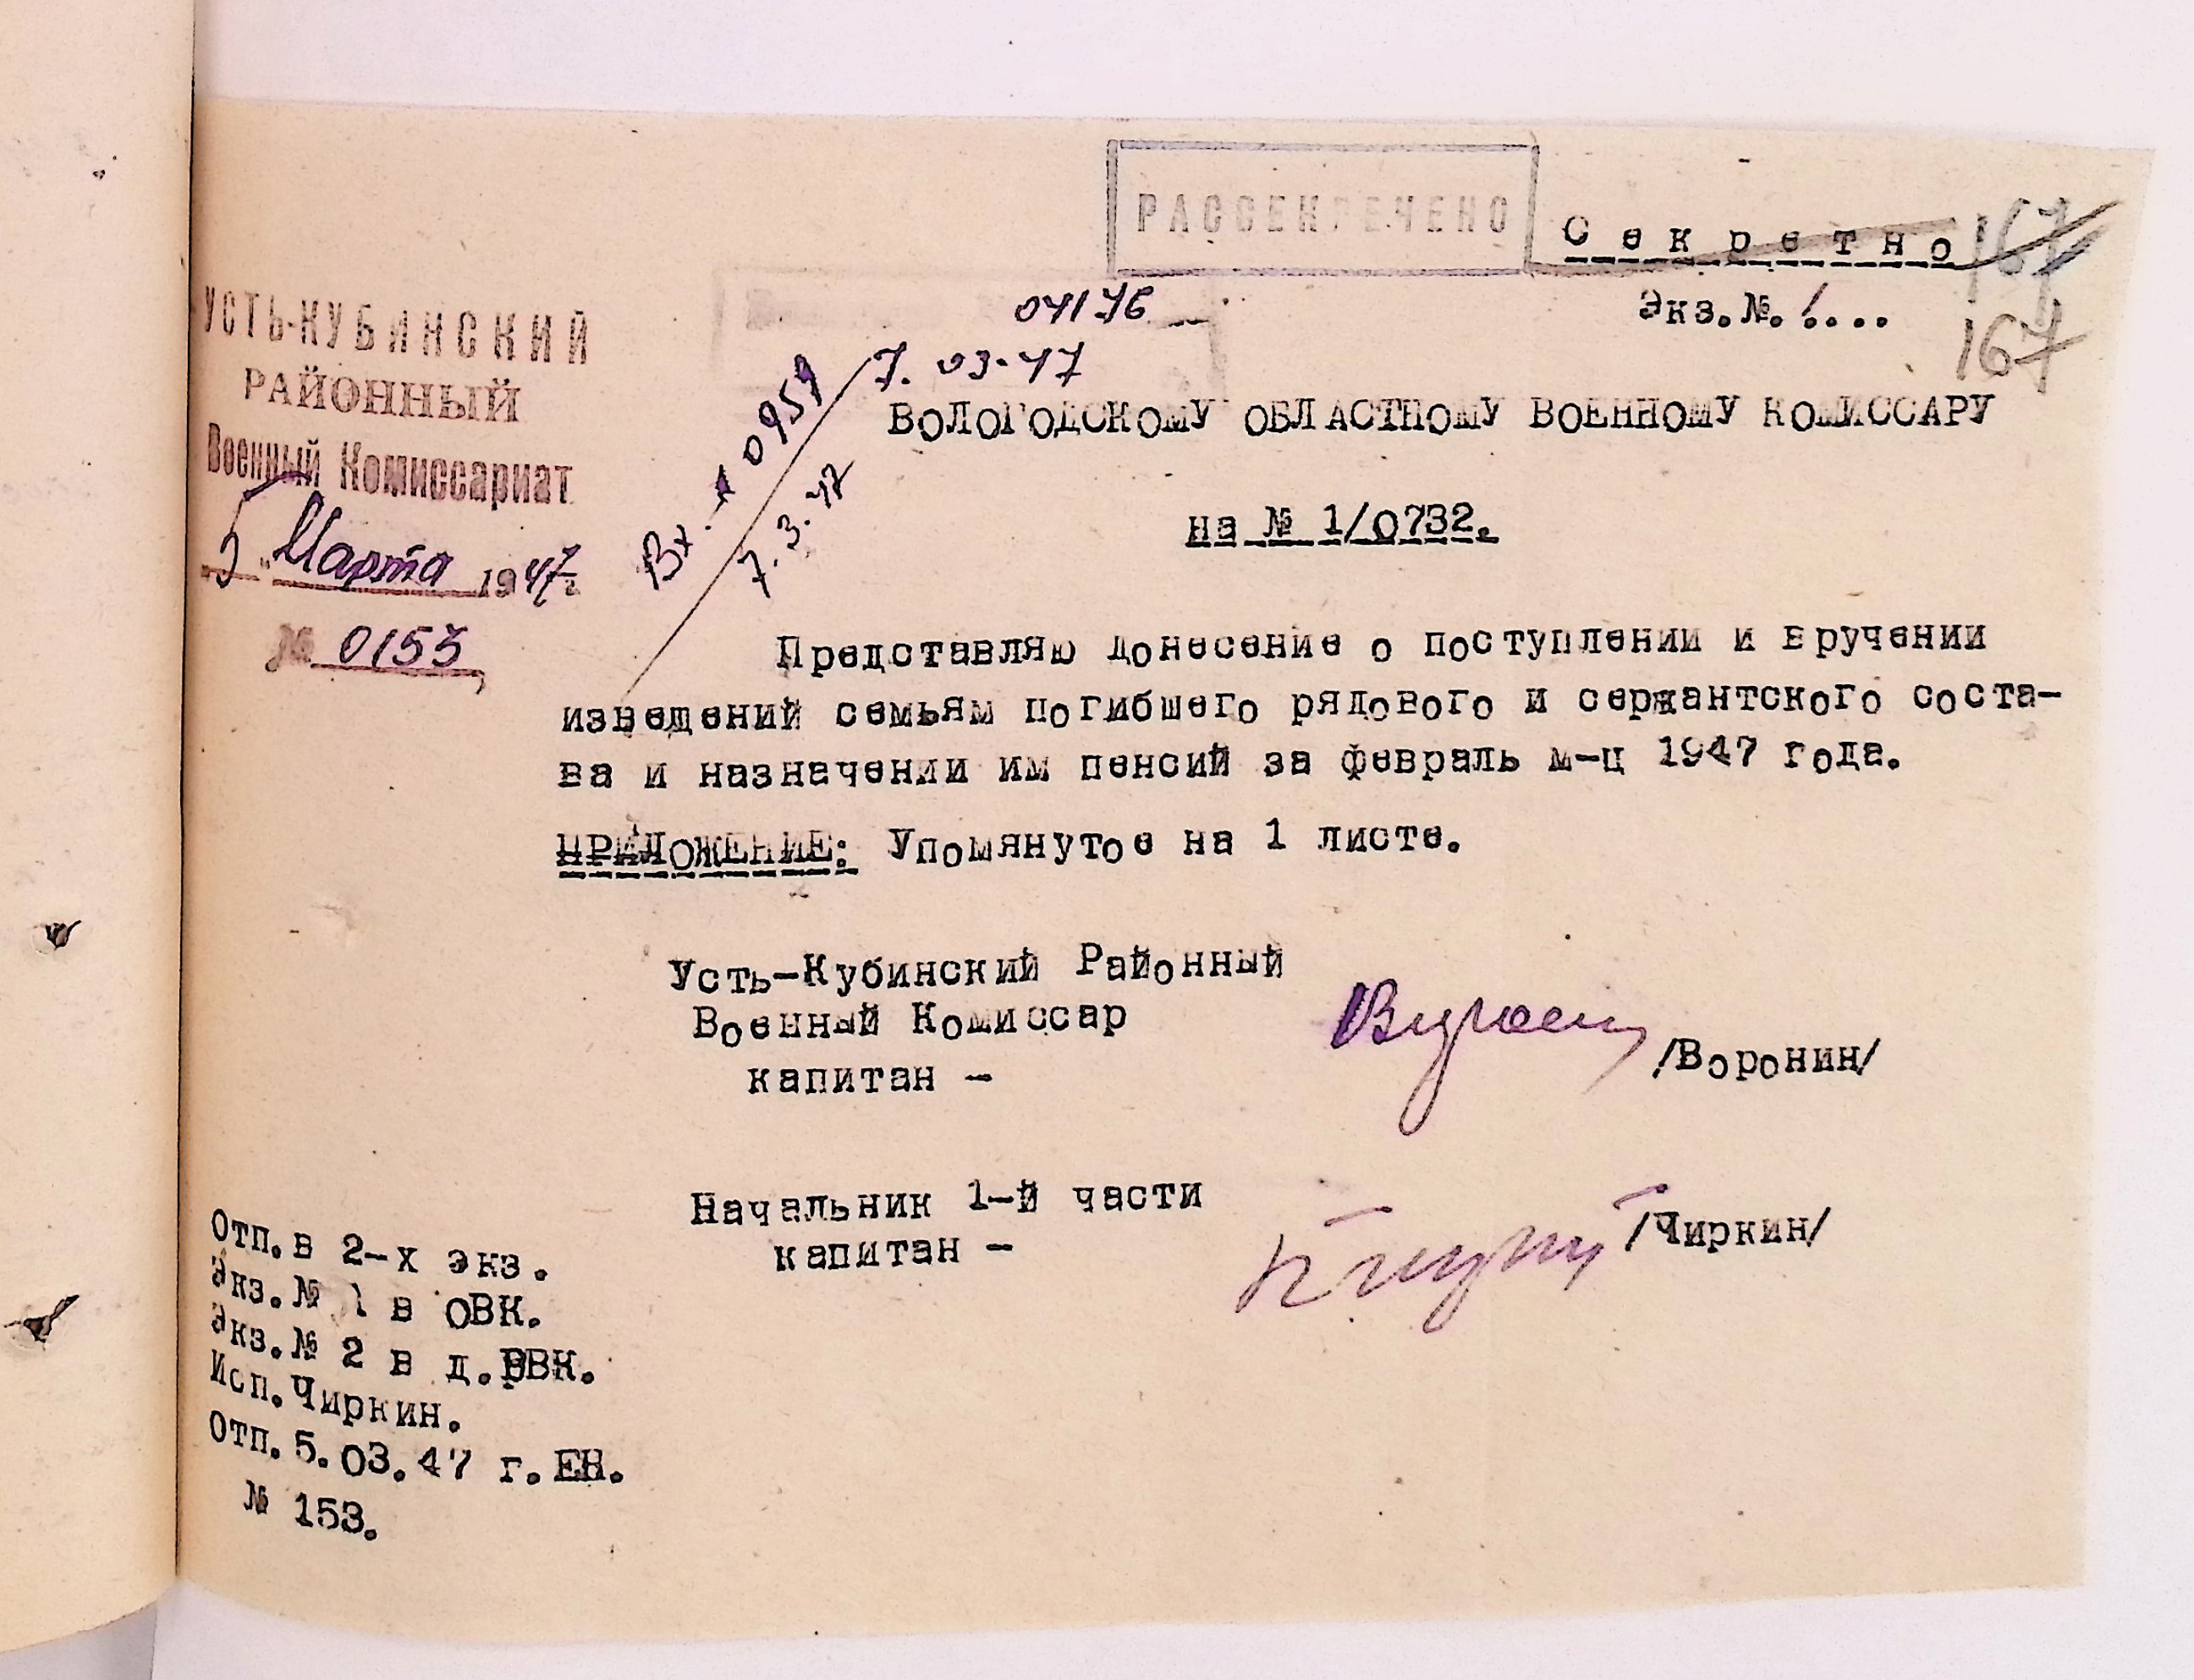 РАССЕКРЕЧЕНО
Секретно
167
Экз.№.1....
167
04176
7.03.47
УСТЬ-КУБИНСКИЙ
РАЙОННЫЙ
Военный Комиссариат
5 " Марта 1947 г.
№ 0153
Вх. 0959
7.3.47
ВОЛОГОДСКОМУ ОБЛАСТНОМУ ВОЕННОМУ КОМИССАРУ
на № 1/0732.
Представляю донесение о поступлении и вручении
извещений семьям погибшего рядового и сержантского соста-
ва и назначении им пенсий за февраль м-ц 1947 года.
ПРИЛОЖЕНИЕ: Упомянутое на 1 листе.
Усть-Кубинский Районный
Военный Комиссар
капитан -
/Воронин/
Начальник 1-й части
капитан -
/Чиркин/
Отп.в 2-х экз.
Экз.№ 1 в ОВК.
Экз.№ 2 в д.РВК.
Исп.Чиркин.
Отп.5.03.47 г.ЕН.
№ 153.